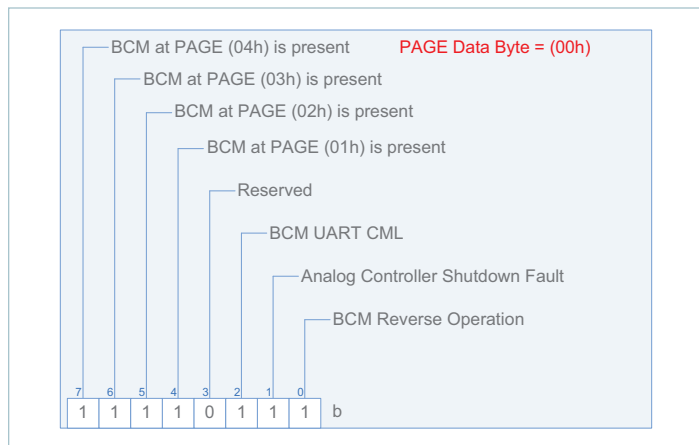 BCM at PAGE (04h) is present PAGE Data Byte = (00h)
BCM at PAGE (03h) is present
BCM at PAGE (02h) is present
BCM at PAGE (01h) is present
Reserved
BCM UART CML
Analog Controller Shutdown Fault
BCM Reverse Operation
7 6 5 4 3 2 1 0
1 1 1 1 0 1 1 1 b